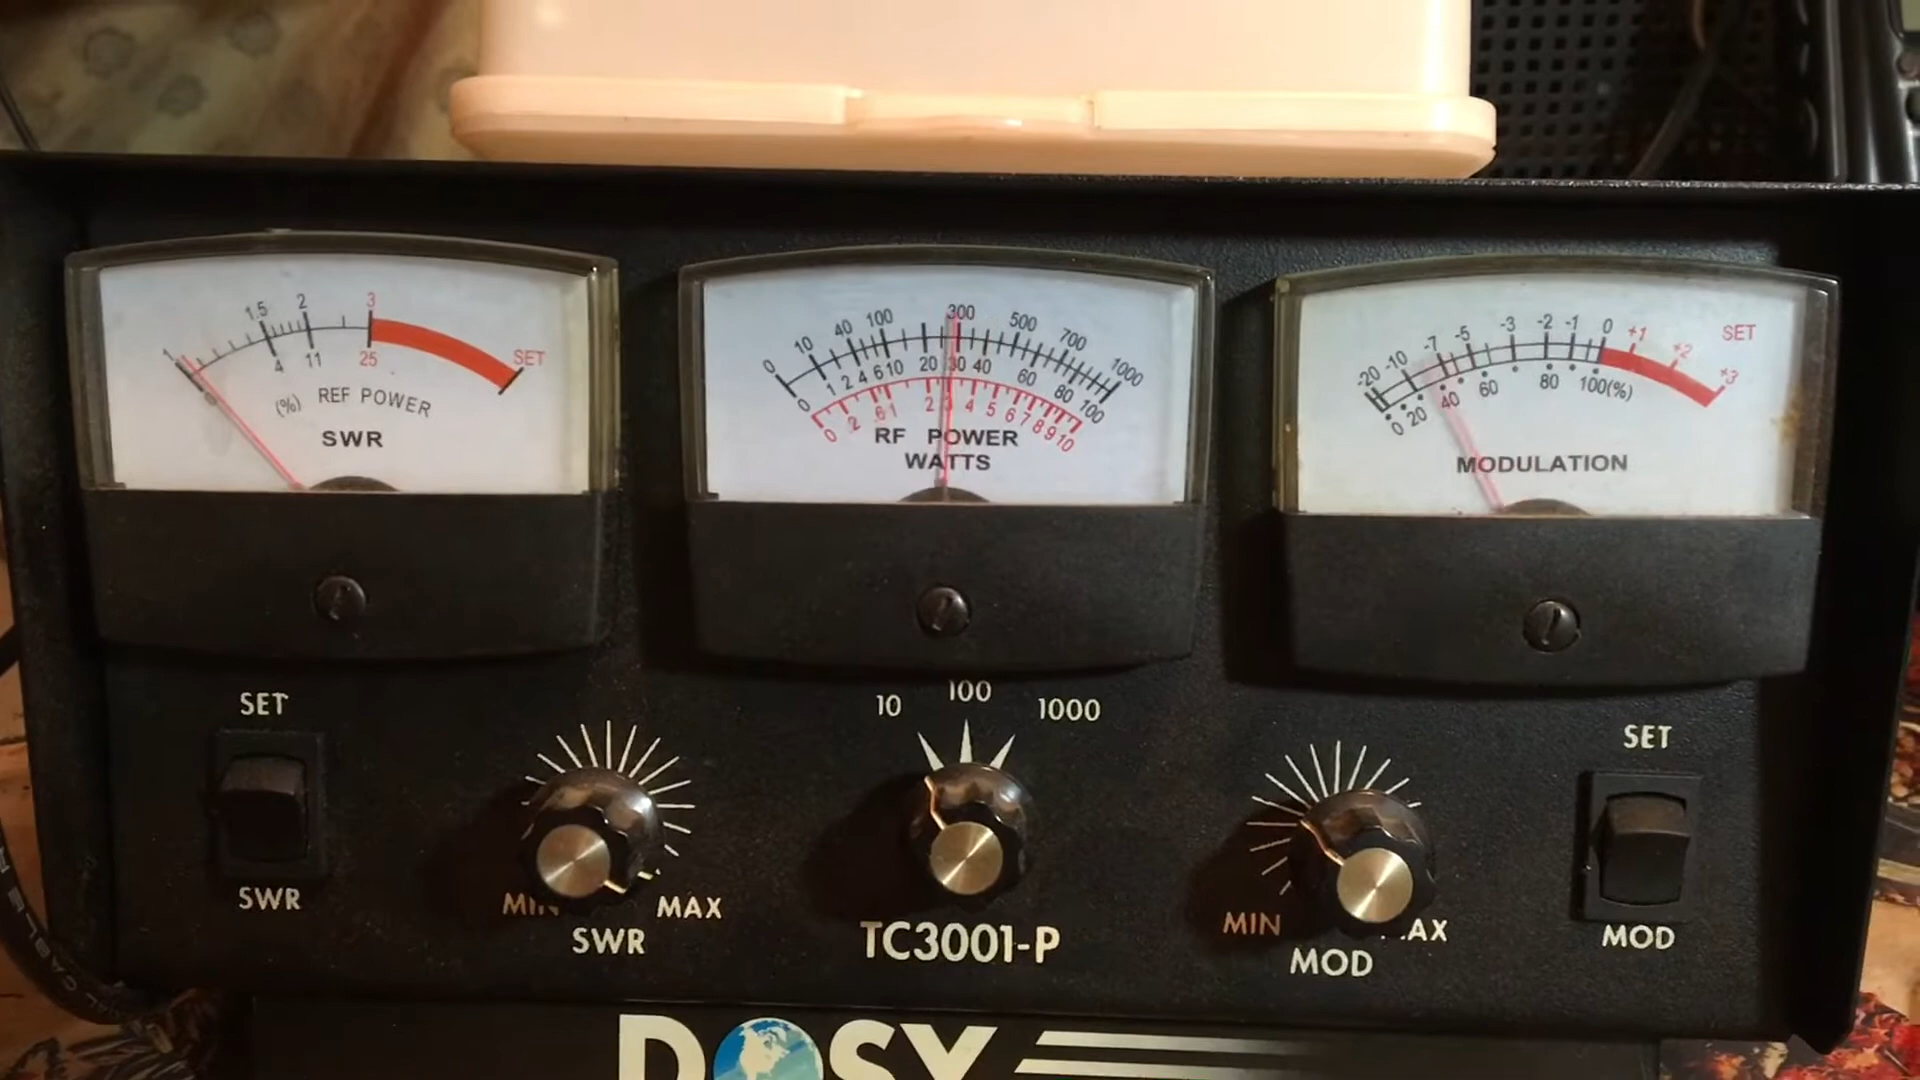 1 1.5 2 3 SET
4 11 25
(%) REF POWER
SWR
0 10 40 100 300 500 700 1000
0 1 2 4 6 10 20 30 40 60 80 100
0 .2 .6 1 2 3 4 5 6 7 8 9 10
RF POWER
WATTS
-20 -10 -7 -5 -3 -2 -1 0 +1 +2 +3 SET
0 20 40 60 80 100(%)
MODULATION
SET
SWR
MIN MAX
SWR
10 100 1000
TC3001-P
MIN MAX
MOD
SET
MOD
DOSY